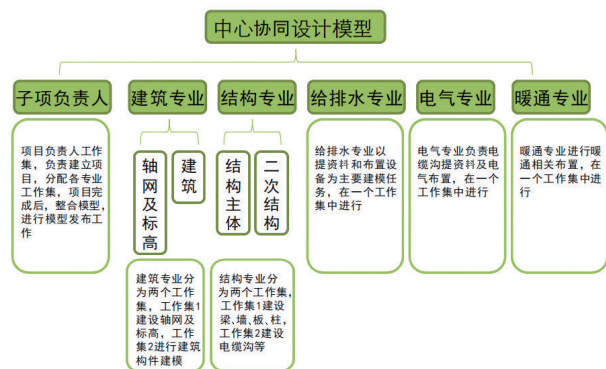 中心协同设计模型
子项负责人
建筑专业
结构专业
给排水专业
电气专业
暖通专业
项目负责人工作
集，负责建立项
目，分配各专业
工作集，项目完
成后，整合模型，
进行模型发布工
作
轴网及标高
建筑
结构主体
二次结构
建筑专业分
为两个工作
集，工作集1
建设轴网及
标高，工作
集2进行建筑
构件建模
结构专业分
为两个工作集，
工作集1建设
梁、墙、板、柱，
工作集2建设
电缆沟等
给排水专业以
提资料和布置设
备为主要建模任
务，在一个工作
集中进行
电气专业负责电
缆沟提资料及电
气布置，在一个
工作集中进行
暖通专业进行暖
通相关布置，在
一个工作集中进
行